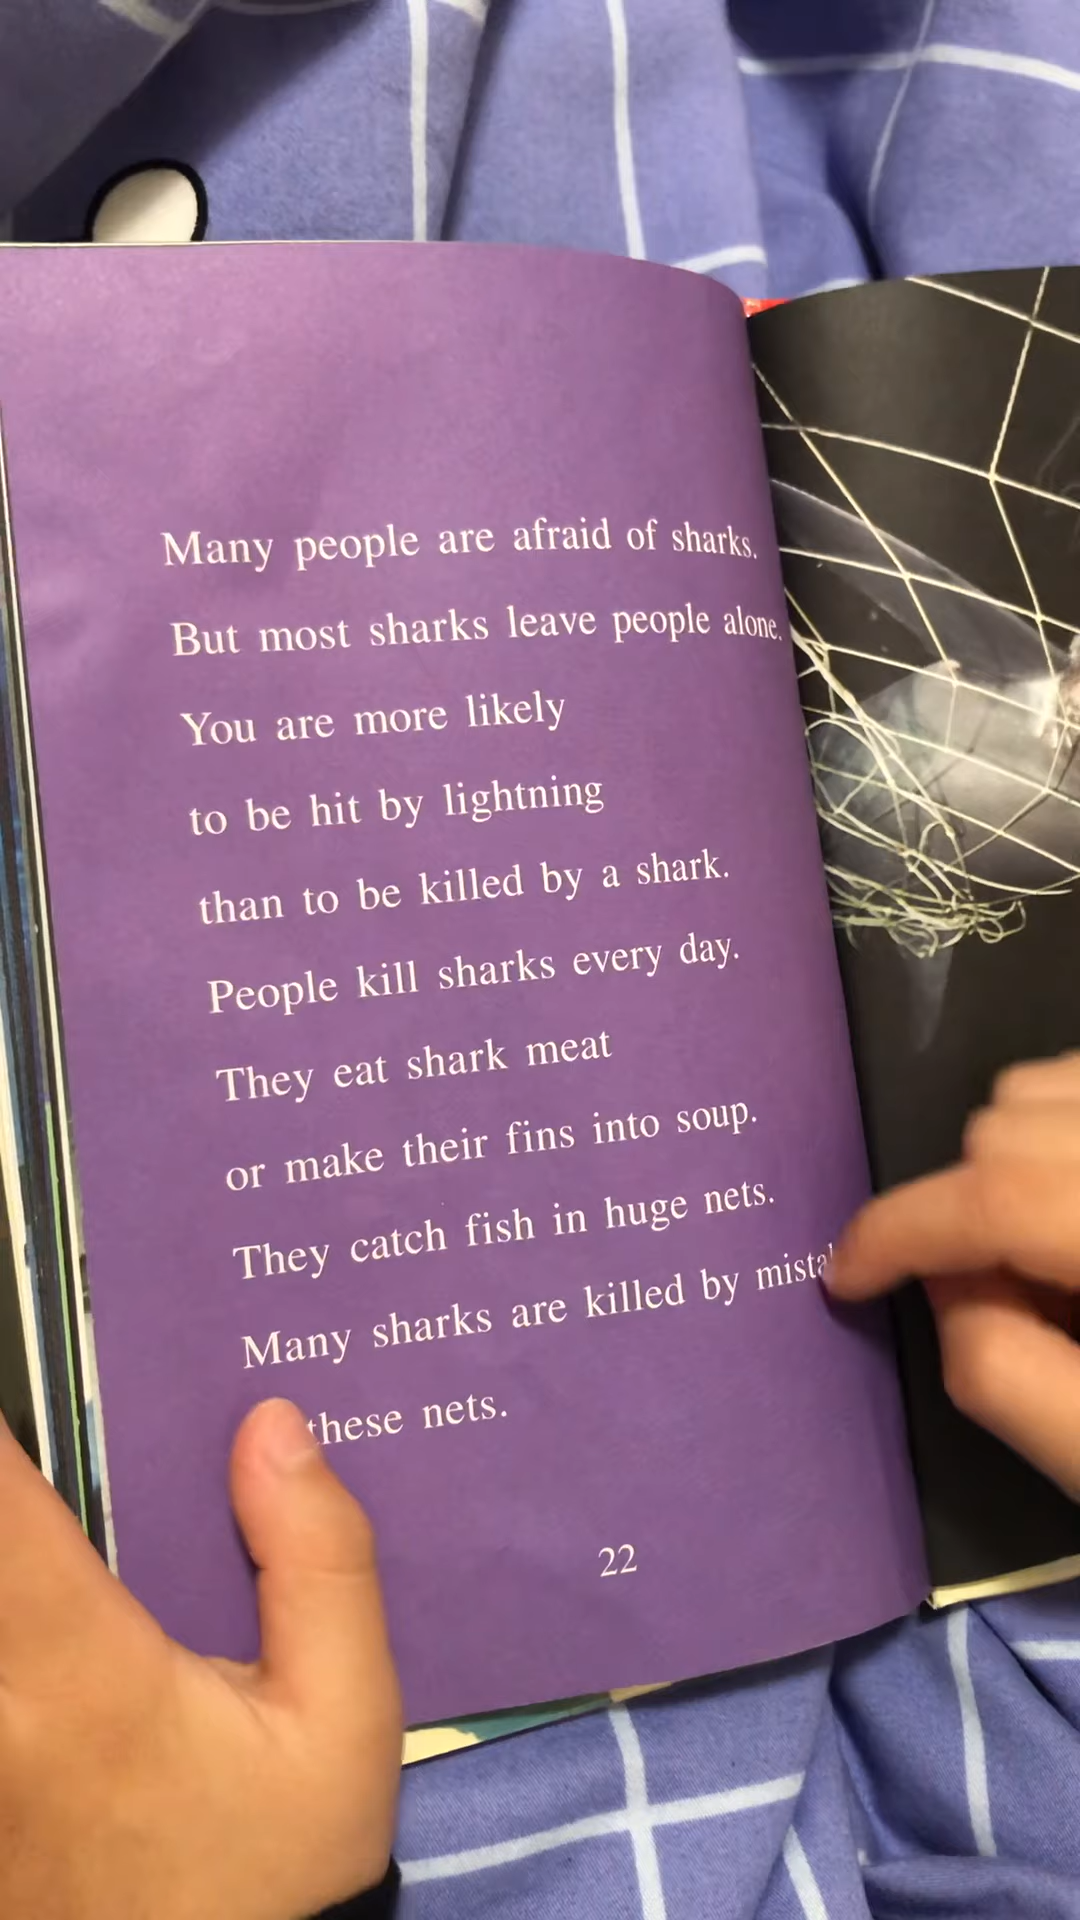 Many people are afraid of sharks.
But most sharks leave people alone.
You are more likely
to be hit by lightning
than to be killed by a shark.
People kill sharks every day.
They eat shark meat
or make their fins into soup.
They catch fish in huge nets.
Many sharks are killed by
these nets.
22